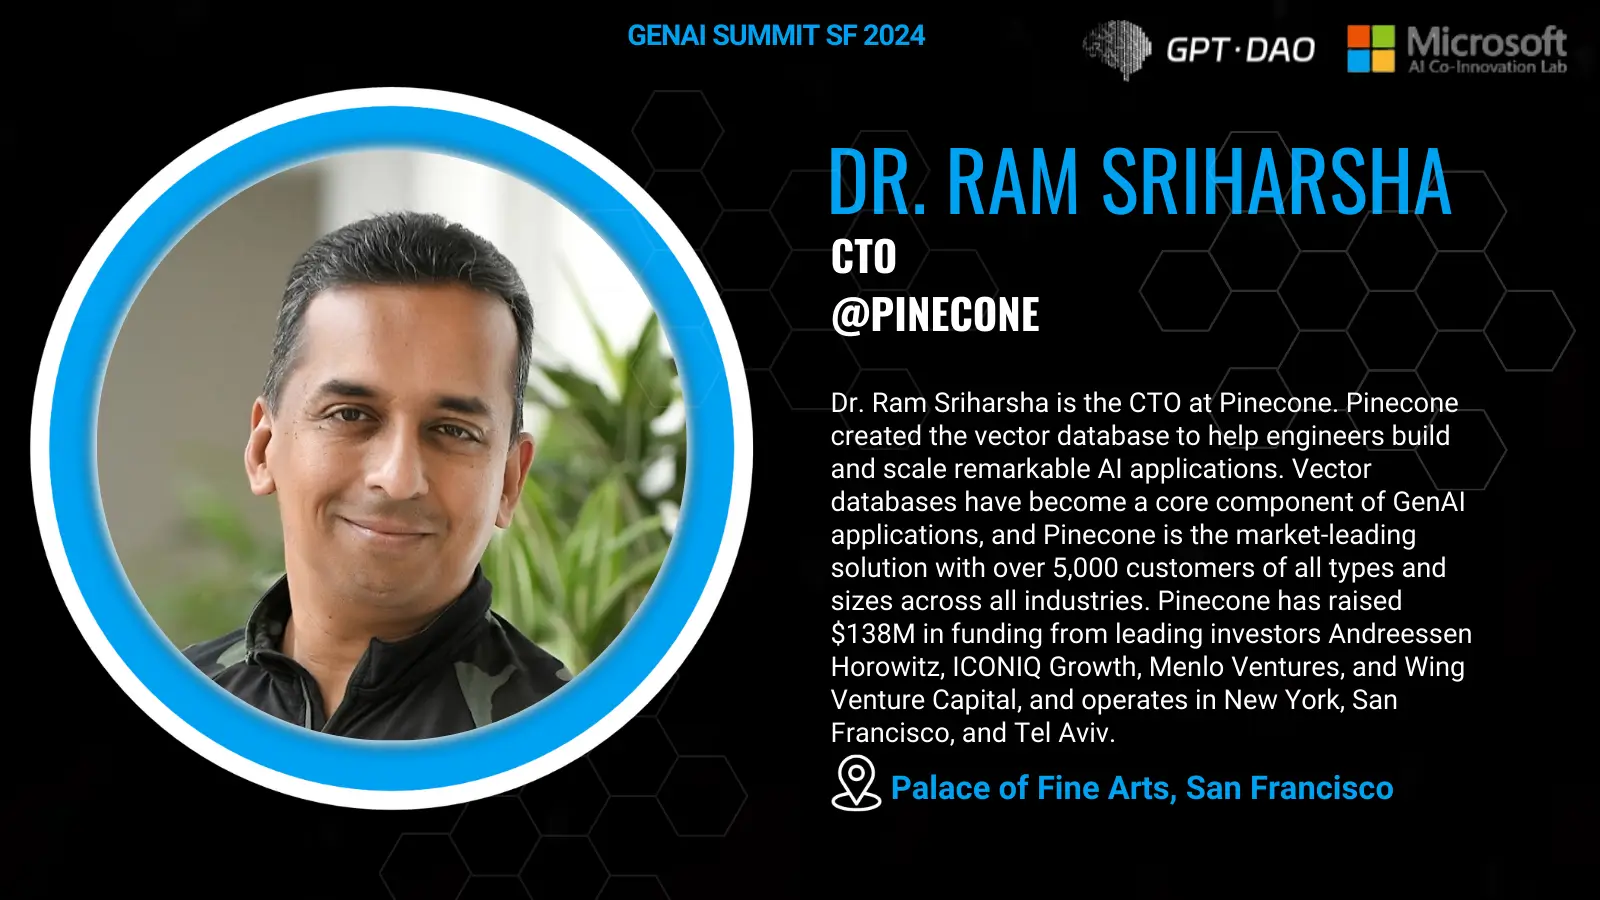 GENAI SUMMIT SF 2024
GPT·DAO
Microsoft
AI Co-Innovation Lab
DR. RAM SRIHARSHA
CTO
@PINECONE
Dr. Ram Sriharsha is the CTO at Pinecone. Pinecone
created the vector database to help engineers build
and scale remarkable AI applications. Vector
databases have become a core component of GenAI
applications, and Pinecone is the market-leading
solution with over 5,000 customers of all types and
sizes across all industries. Pinecone has raised
$138M in funding from leading investors Andreessen
Horowitz, ICONIQ Growth, Menlo Ventures, and Wing
Venture Capital, and operates in New York, San
Francisco, and Tel Aviv.
Palace of Fine Arts, San Francisco